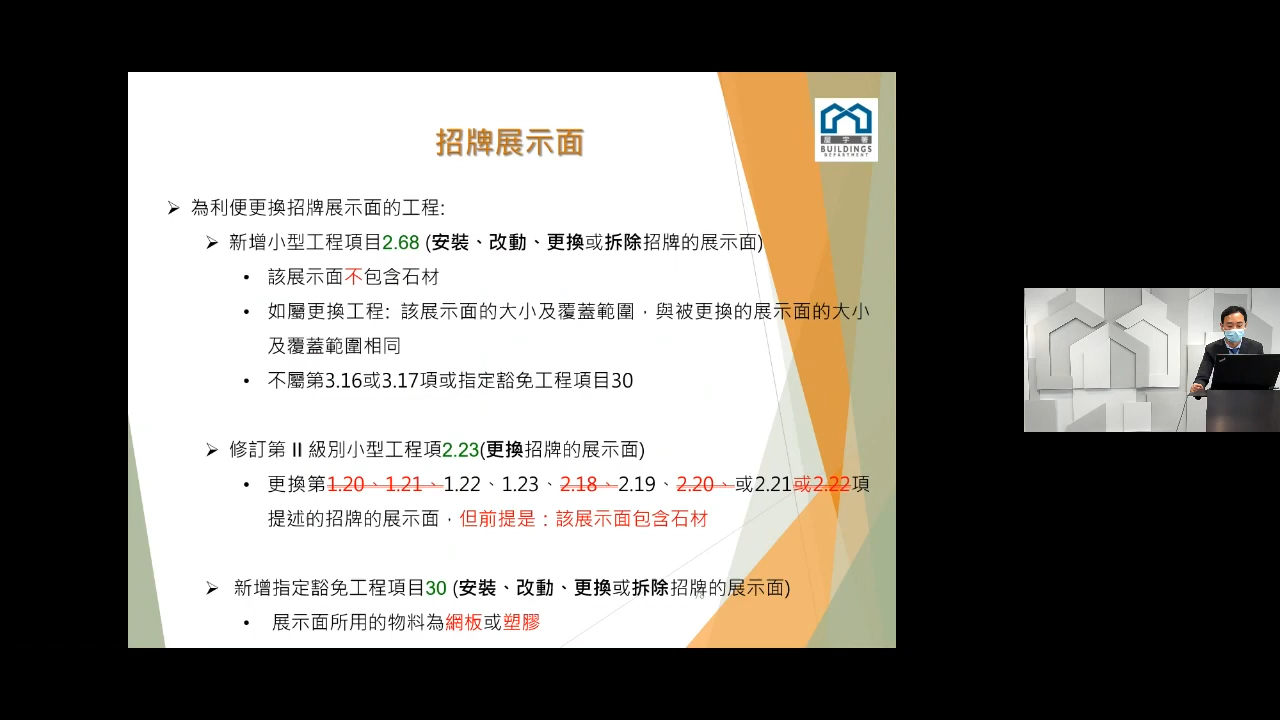 招牌展示面
屋宇署
BUILDINGS
DEPARTMENT
為利便更換招牌展示面的工程:
新增小型工程項目2.68 (安裝、改動、更換或拆除招牌的展示面)
• 該展示面不包含石材
• 如屬更換工程: 該展示面的大小及覆蓋範圍，與被更換的展示面的大小
及覆蓋範圍相同
• 不屬第3.16或3.17項或指定豁免工程項目30
修訂第 II 級別小型工程項2.23(更換招牌的展示面)
• 更換第1.20、1.21、1.22、1.23、2.18、2.19、2.20、或2.21或2.22項
提述的招牌的展示面，但前提是：該展示面包含石材
新增指定豁免工程項目30 (安裝、改動、更換或拆除招牌的展示面)
• 展示面所用的物料為網板或塑膠